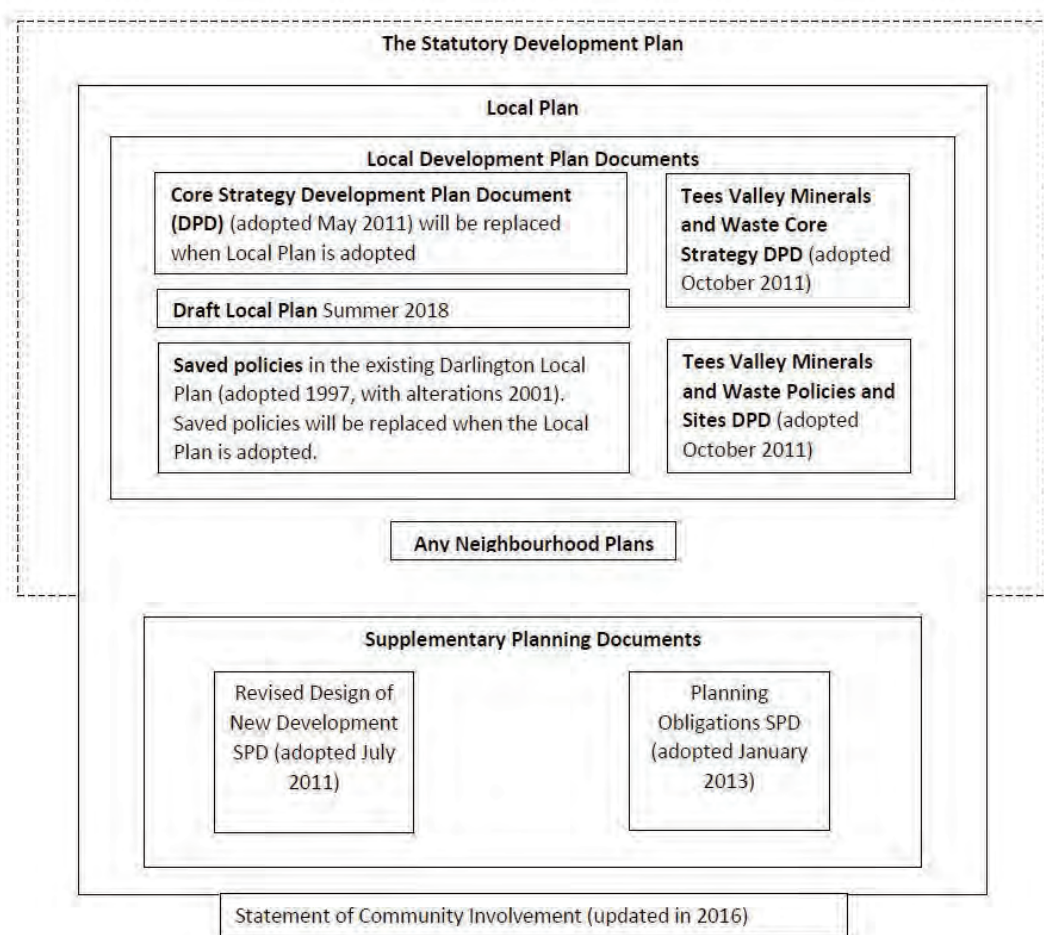 The Statutory Development Plan
Local Plan
Local Development Plan Documents
Core Strategy Development Plan Document
(DPD) (adopted May 2011) will be replaced
when Local Plan is adopted
Draft Local Plan Summer 2018
Saved policies in the existing Darlington Local
Plan (adopted 1997, with alterations 2001).
Saved policies will be replaced when the Local
Plan is adopted.
Tees Valley Minerals
and Waste Core
Strategy DPD (adopted
October 2011)
Tees Valley Minerals
and Waste Policies and
Sites DPD (adopted
October 2011)
Any Neighbourhood Plans
Supplementary Planning Documents
Revised Design of
New Development
SPD (adopted July
2011)
Planning
Obligations SPD
(adopted January
2013)
Statement of Community Involvement (updated in 2016)